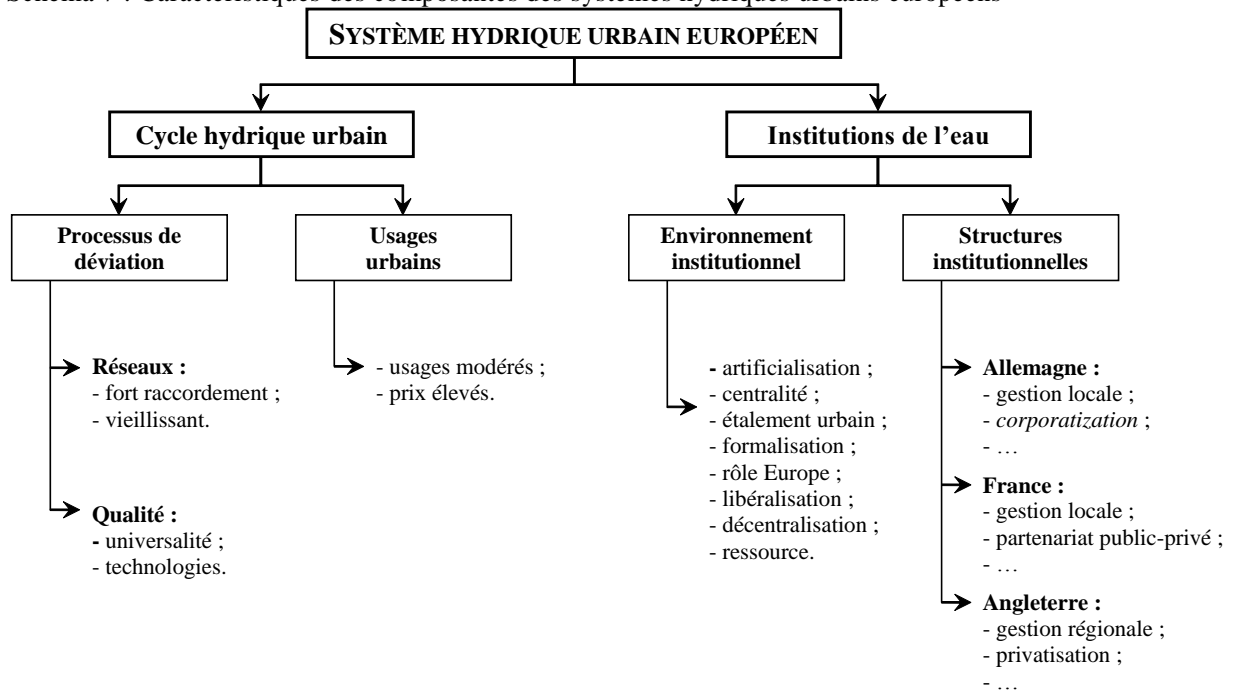 Schéma 7 : Caractéristiques des composantes des systèmes hydriques urbains européens
SYSTÈME HYDRIQUE URBAIN EUROPÉEN
Cycle hydrique urbain
Institutions de l’eau
Processus de
déviation
Usages
urbains
Environnement
institutionnel
Structures
institutionnelles
Réseaux :
- fort raccordement ;
- vieillissant.
Qualité :
- universalité ;
- technologies.
- usages modérés ;
- prix élevés.
- artificialisation ;
- centralité ;
- étalement urbain ;
- formalisation ;
- rôle Europe ;
- libéralisation ;
- décentralisation ;
- ressource.
Allemagne :
- gestion locale ;
- corporatization ;
- …
France :
- gestion locale ;
- partenariat public-privé ;
- …
Angleterre :
- gestion régionale ;
- privatisation ;
- …